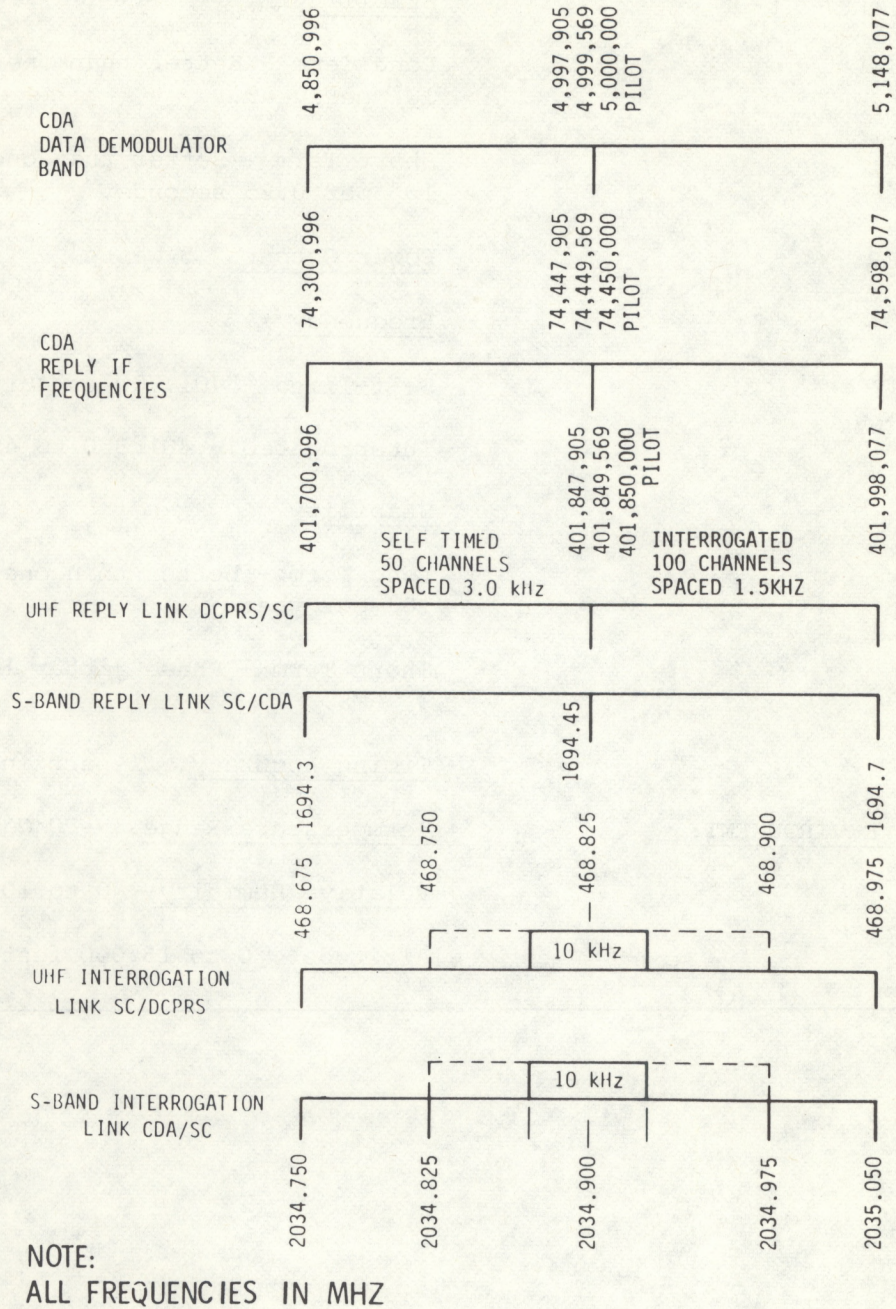 4,850,996
4,997,905
4,999,569
5,000,000
PILOT
5,148,077
CDA
DATA DEMODULATOR
BAND
74,300,996
74,447,905
74,449,569
74,450,000
PILOT
74,598,077
CDA
REPLY IF
FREQUENCIES
401,700,996
401,847,905
401,849,569
401,850,000
PILOT
401,998,077
SELF TIMED
50 CHANNELS
SPACED 3.0 kHz
INTERROGATED
100 CHANNELS
SPACED 1.5KHZ
UHF REPLY LINK DCPRS/SC
S-BAND REPLY LINK SC/CDA
1694.3
1694.45
1694.7
468.675
468.750
468.825
468.900
468.975
10 kHz
UHF INTERROGATION
LINK SC/DCPRS
10 kHz
S-BAND INTERROGATION
LINK CDA/SC
2034.750
2034.825
2034.900
2034.975
2035.050
NOTE:
ALL FREQUENCIES IN MHZ